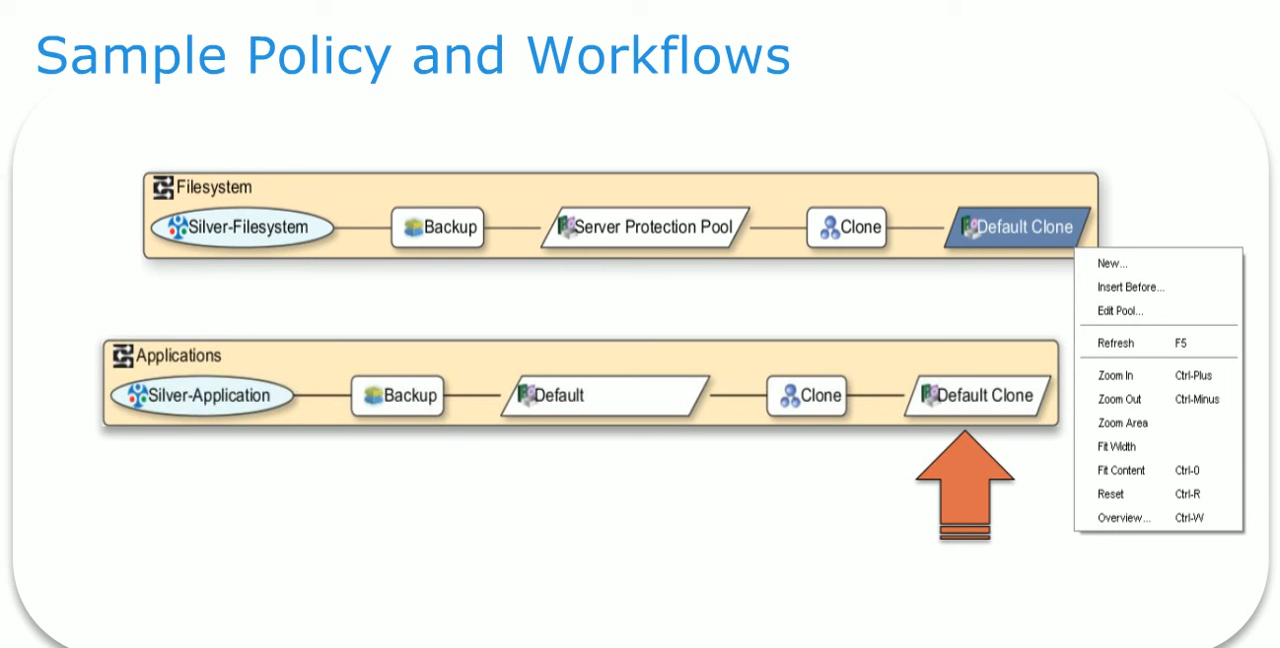 Sample Policy and Workflows
Filesystem
Silver-Filesystem
Backup
Server Protection Pool
Clone
Default Clone
New...
Insert Before...
Edit Pool...
Refresh F5
Zoom In Ctrl-Plus
Zoom Out Ctrl-Minus
Zoom Area
Fit Width
Fit Content Ctrl-0
Reset Ctrl-R
Overview... Ctrl-W
Applications
Silver-Application
Backup
Default
Clone
Default Clone